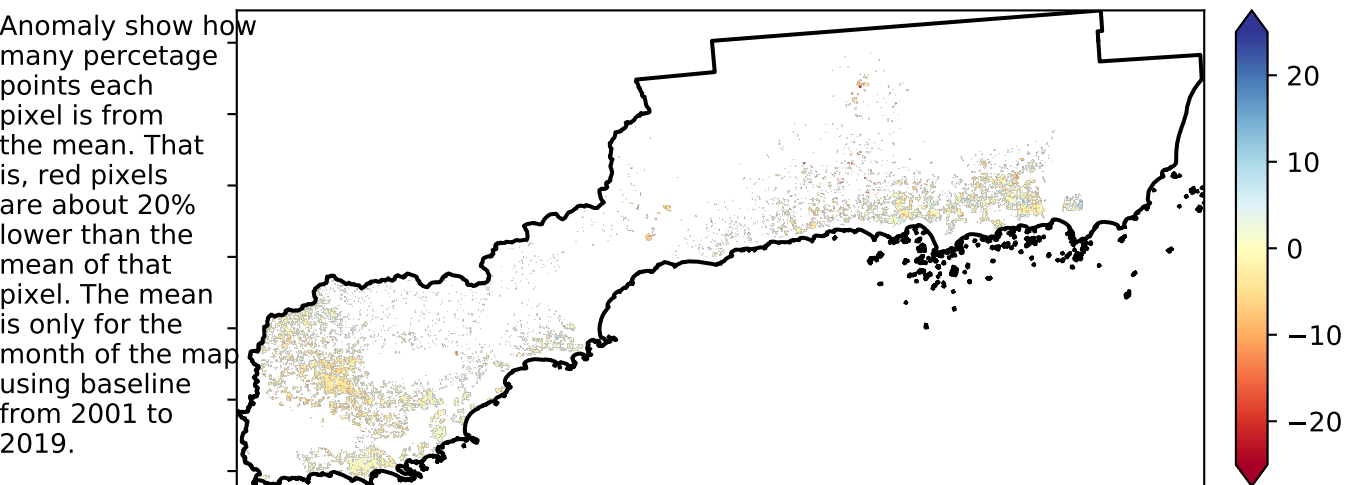 Anomaly show how
many percetage
points each
pixel is from
the mean. That
is, red pixels
are about 20%
lower than the
mean of that
pixel. The mean
is only for the
month of the map
using baseline
from 2001 to
2019.
20
10
0
−10
−20